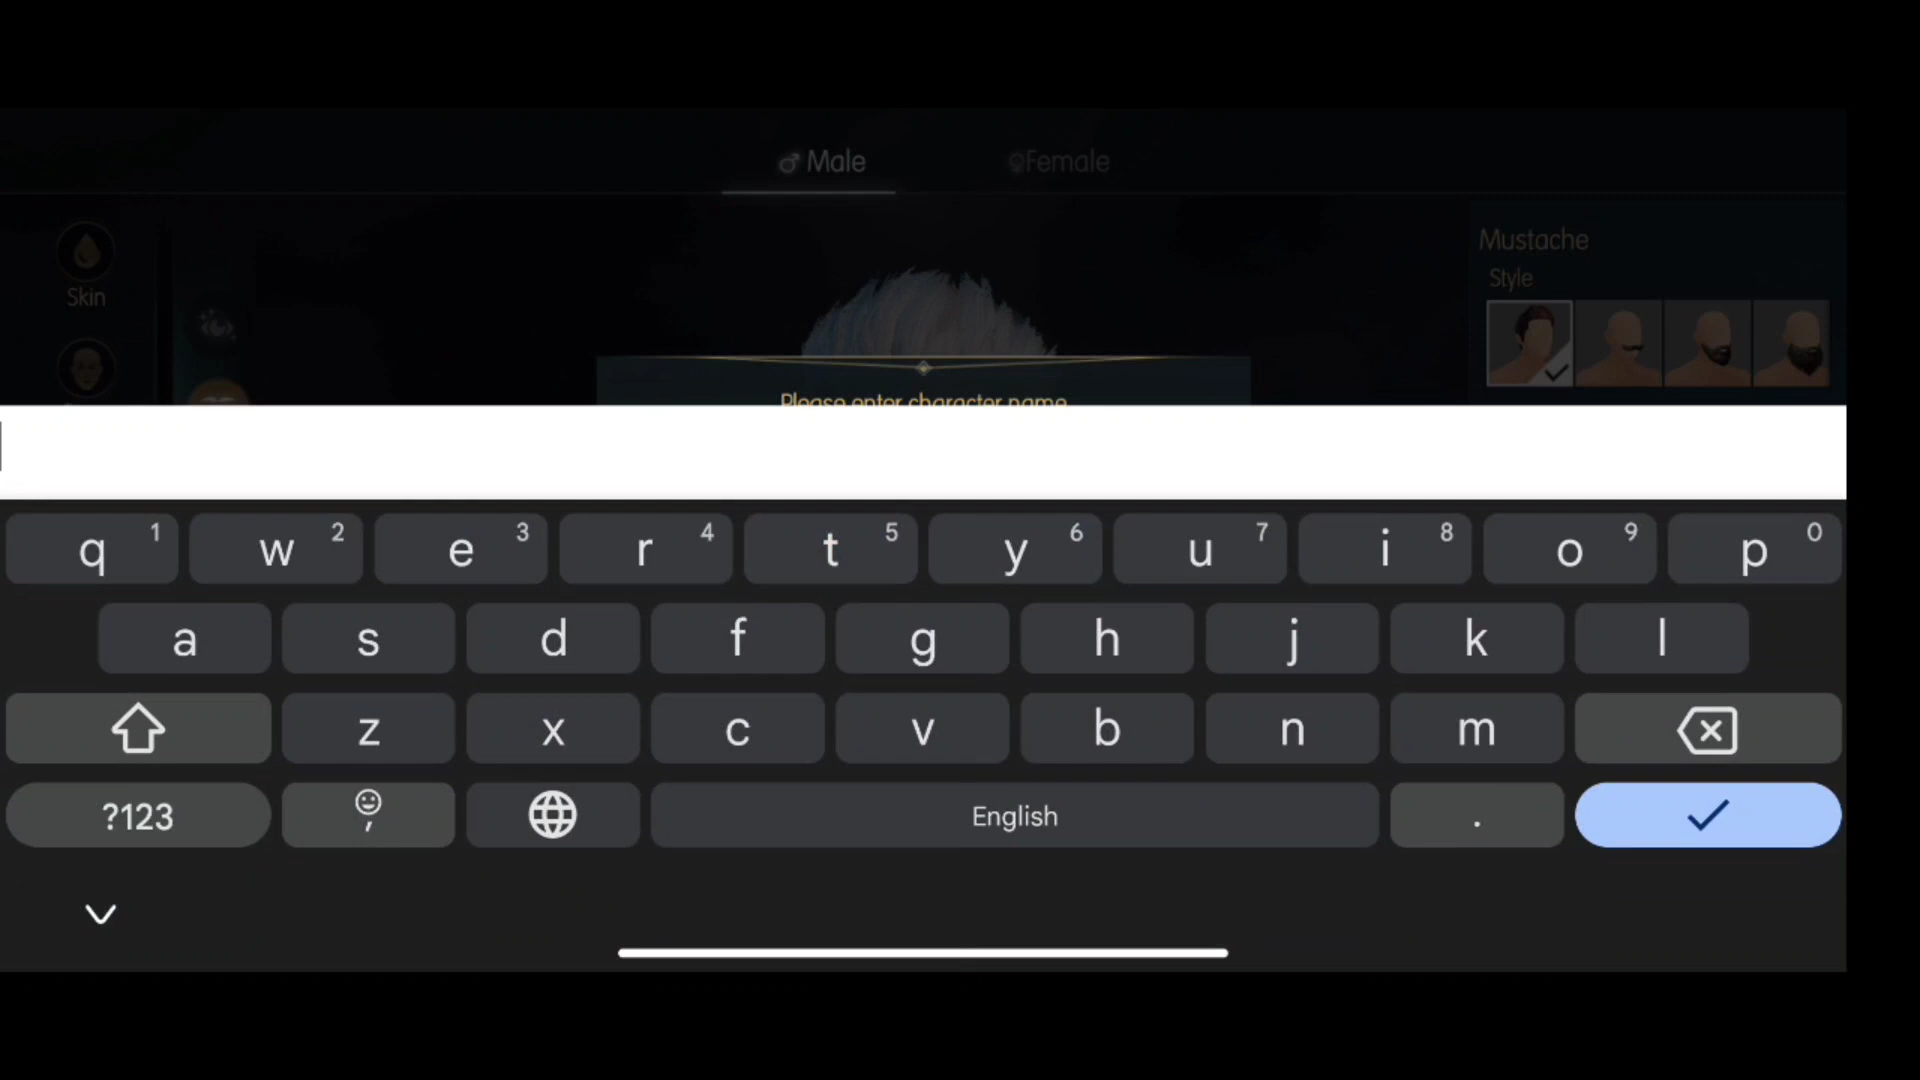 ♂ Male
♀Female
Skin
Mustache
Style
Please enter character name
q 1 w 2 e 3 r 4 t 5 y 6 u 7 i 8 o 9 p 0
a s d f g h j k l
z x c v b n m
?123 , English .